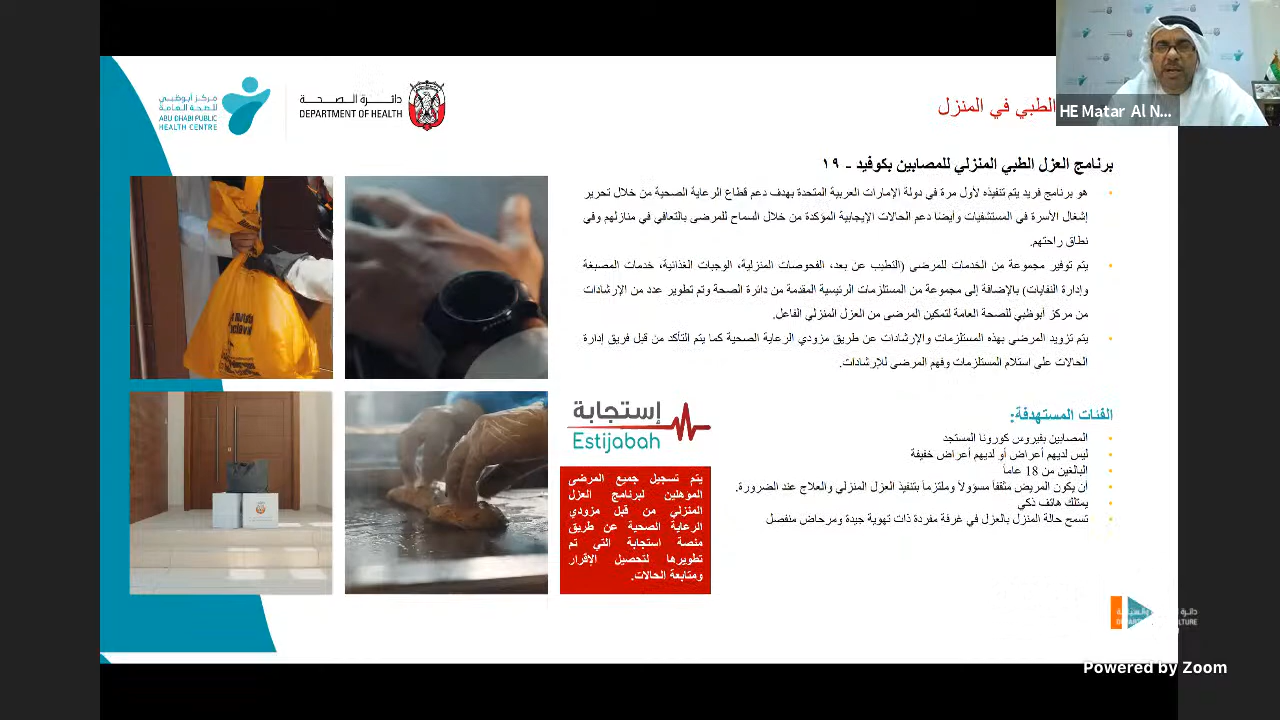 مركز أبوظبي
للصحة العامة
ABU DHABI PUBLIC
HEALTH CENTRE
دائرة الصحة
DEPARTMENT OF HEALTH
الطبي في المنزل
HE Matar Al N...
برنامج العزل الطبي المنزلي للمصابين بكوفيد - ١٩
هو برنامج فريد يتم تنفيذه لأول مرة في دولة الإمارات العربية المتحدة بهدف دعم قطاع الرعاية الصحية من خلال تحرير
إشغال الأسرة في المستشفيات وأيضا دعم الحالات الإيجابية المؤكدة من خلال السماح للمرضى بالتعافي في منازلهم وفي
نطاق راحتهم.
يتم توفير مجموعة من الخدمات للمرضى (التطبيب عن بعد، الفحوصات المنزلية، الوجبات الغذائية، خدمات المصبغة
وإدارة النفايات) بالإضافة إلى مجموعة من المستلزمات الرئيسية المقدمة من دائرة الصحة وتم تطوير عدد من الإرشادات
من مركز أبوظبي للصحة العامة لتمكين المرضى من العزل المنزلي الفاعل.
يتم تزويد المرضى بهذه المستلزمات والإرشادات عن طريق مزودي الرعاية الصحية كما يتم التأكد من قبل فريق إدارة
الحالات على استلام المستلزمات وفهم المرضى للإرشادات.
الفئات المستهدفة:
المصابين بفيروس كورونا المستجد
ليس لديهم أعراض أو لديهم أعراض خفيفة
البالغين من 18 عاماً
أن يكون المريض مثقفاً مسؤولاً وملتزماً بتنفيذ العزل المنزلي والعلاج عند الضرورة.
يمتلك هاتف ذكي
تسمح حالة المنزل بالعزل في غرفة مفردة ذات تهوية جيدة ومرحاض منفصل
إستجابة
Estijabah
يتم تسجيل جميع المرضى
المؤهلين لبرنامج العزل
المنزلي من قبل مزودي
الرعاية الصحية عن طريق
منصة استجابة التي تم
تطويرها لتحصيل الإقرار
ومتابعة الحالات.
Powered by Zoom